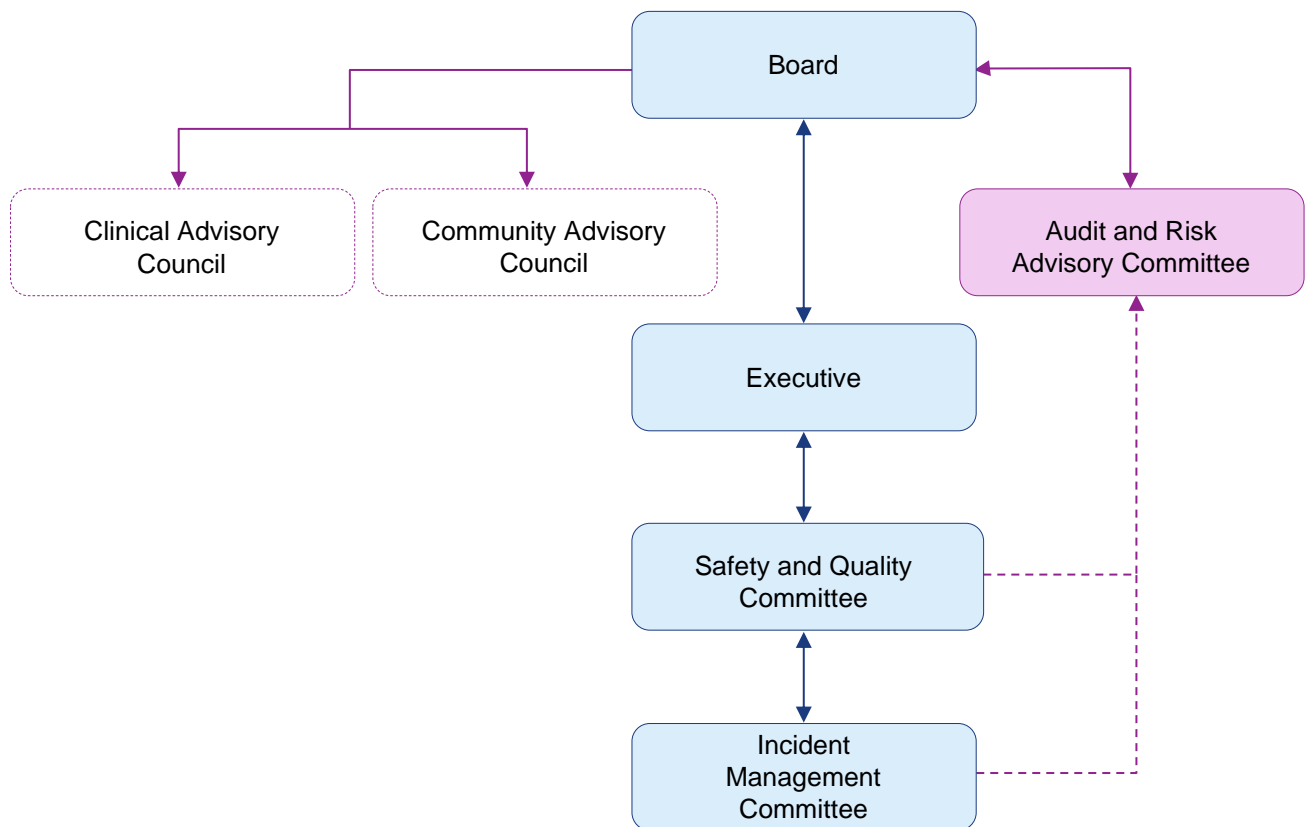 Board
Clinical Advisory
Council
Community Advisory
Council
Audit and Risk
Advisory Committee
Executive
Safety and Quality
Committee
Incident
Management
Committee